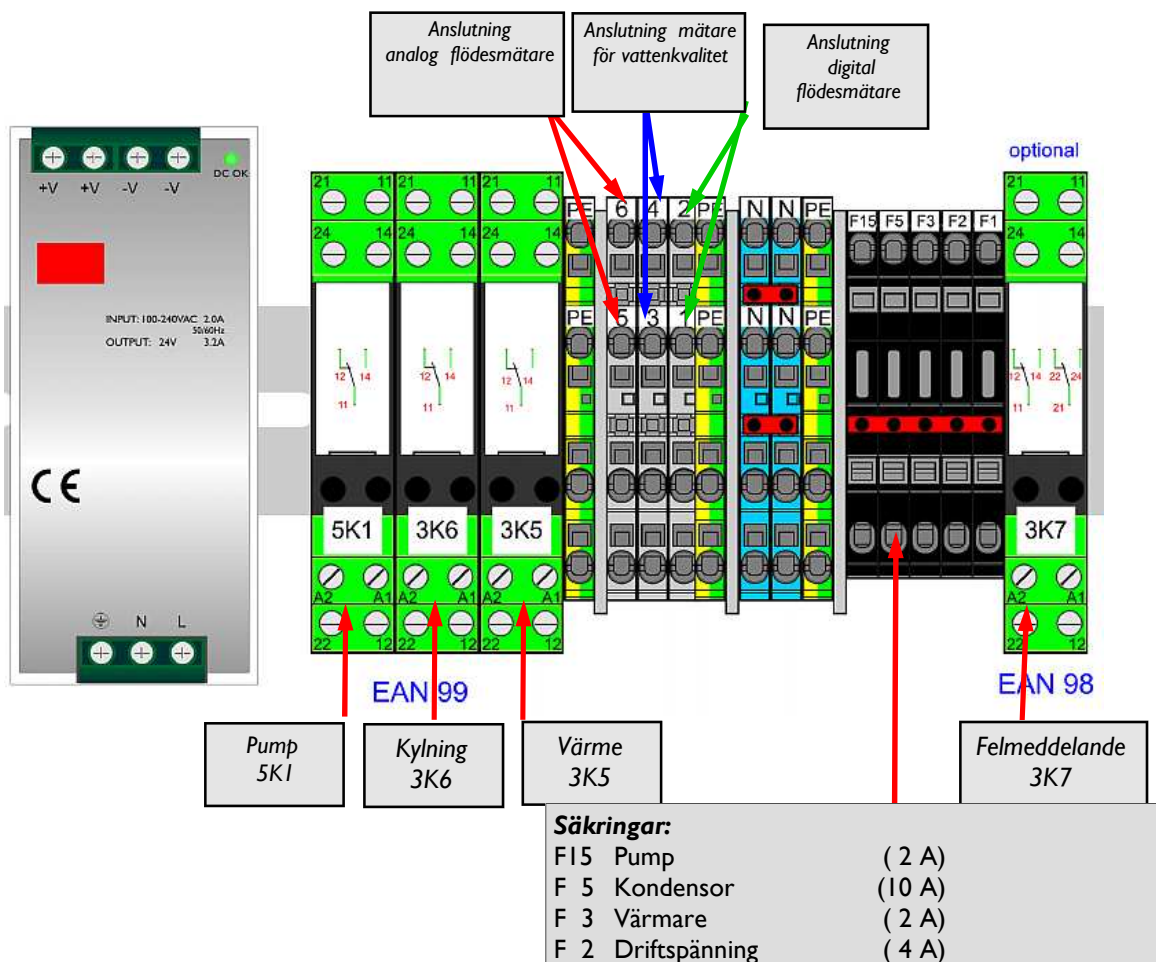 Anslutning
analog flödesmätare
Anslutning mätare
för vattenkvalitet
Anslutning
digital
flödesmätare
optional
+V +V -V -V
DC OK
INPUT: 100-240VAC 2.0A
50/60Hz
OUTPUT: 24V 3.2A
CE
N L
21 11 21 11 21 11
24 14 24 14 24 14
12 14 12 14 12 14
11 11 11
5K1 3K6 3K5
A2 A1 A2 A1 A2 A1
22 12 22 12 22 12
PE 6 4 2 PE N N PE
PE 5 3 1 PE N N PE
F15 F5 F3 F2 F1
21 11
24 14
12 14 22 24
11 21
3K7
A2 A1
22 12
EAN 99
EAN 98
Pump
5K1
Kylning
3K6
Värme
3K5
Felmeddelande
3K7
Säkringar:
F15 Pump ( 2 A)
F 5 Kondensor (10 A)
F 3 Värmare ( 2 A)
F 2 Driftspänning ( 4 A)